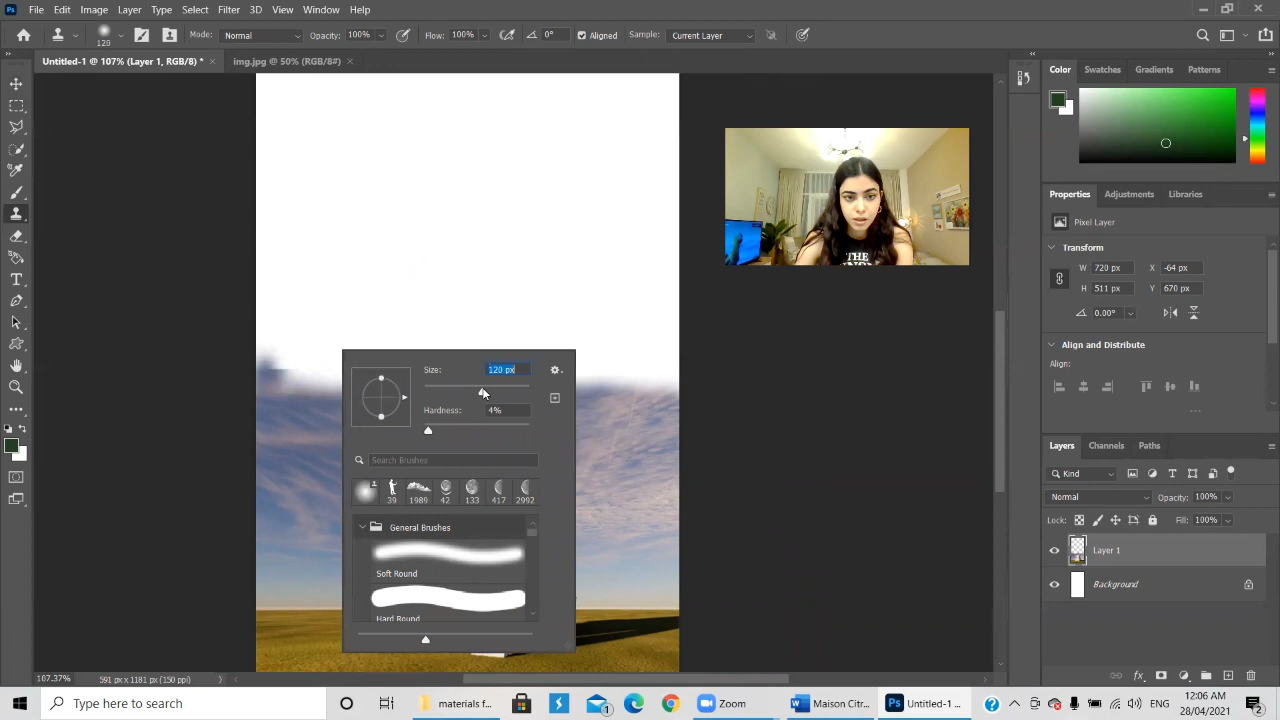 Ps File Edit Image Layer Type Select Filter 3D View Window Help
120 Mode: Normal Opacity: 100% Flow: 100% 0° Aligned Sample: Current Layer
Untitled-1 @ 107% (Layer 1, RGB/8) * × img.jpg @ 50% (RGB/8#) ×
Color Swatches Gradients Patterns
THE
Properties Adjustments Libraries
Pixel Layer
Transform
W 720 px X -64 px
H 511 px Y 670 px
0.00°
Align and Distribute
Align:
Size: 120 px
Hardness: 4%
Search Brushes
39 1989 42 133 417 2992
General Brushes
Soft Round
Hard Round
Layers Channels Paths
Kind
Normal Opacity: 100%
Lock: Fill: 100%
Layer 1
Background
107.37% 591 px x 1181 px (150 ppi)
Type here to search
materials f...
Zoom
Maison Citr...
Untitled-1 ...
12:06 AM
28/04/2021
2